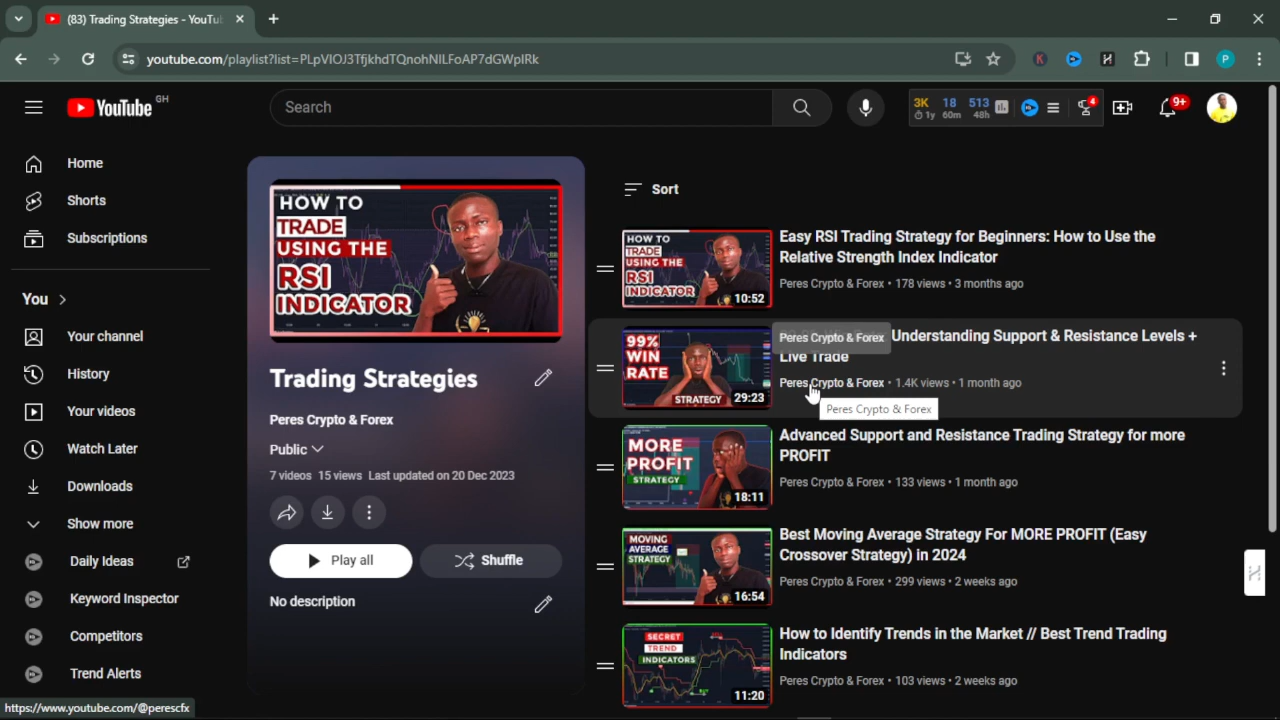 (83) Trading Strategies - YouTu
youtube.com/playlist?list=PLpVIOJ3TfjkhdTQnohNILFoAP7dGWpIRk
P
YouTube GH
Search
3K 18 513
1y 60m 48h
4
9+
Home
Shorts
Subscriptions
You
Your channel
History
Your videos
Watch Later
Downloads
Show more
Daily Ideas
Keyword Inspector
Competitors
Trend Alerts
https://www.youtube.com/@perescfx
HOW TO
TRADE
USING THE
RSI
INDICATOR
Trading Strategies
Peres Crypto & Forex
Public
7 videos 15 views Last updated on 20 Dec 2023
Play all
Shuffle
No description
Sort
HOW TO
TRADE
USING THE
RSI
INDICATOR
10:52
Easy RSI Trading Strategy for Beginners: How to Use the
Relative Strength Index Indicator
Peres Crypto & Forex • 178 views • 3 months ago
99%
WIN
RATE
STRATEGY
29:23
Peres Crypto & Forex
Understanding Support & Resistance Levels +
Live Trade
Peres Crypto & Forex • 1.4K views • 1 month ago
Peres Crypto & Forex
MORE
PROFIT
STRATEGY
18:11
Advanced Support and Resistance Trading Strategy for more
PROFIT
Peres Crypto & Forex • 133 views • 1 month ago
MOVING
AVERAGE
STRATEGY
16:54
Best Moving Average Strategy For MORE PROFIT (Easy
Crossover Strategy) in 2024
Peres Crypto & Forex • 299 views • 2 weeks ago
SECRET
TREND
INDICATORS
11:20
How to Identify Trends in the Market // Best Trend Trading
Indicators
Peres Crypto & Forex • 103 views • 2 weeks ago